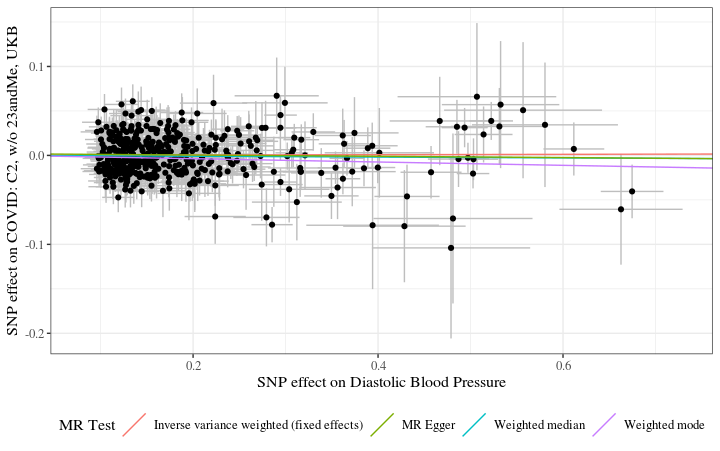 SNP effect on COVID: C2, w/o 23andMe, UKB
0.1
0.0
-0.1
-0.2
0.2 0.4 0.6
SNP effect on Diastolic Blood Pressure
MR Test Inverse variance weighted (fixed effects) MR Egger Weighted median Weighted mode